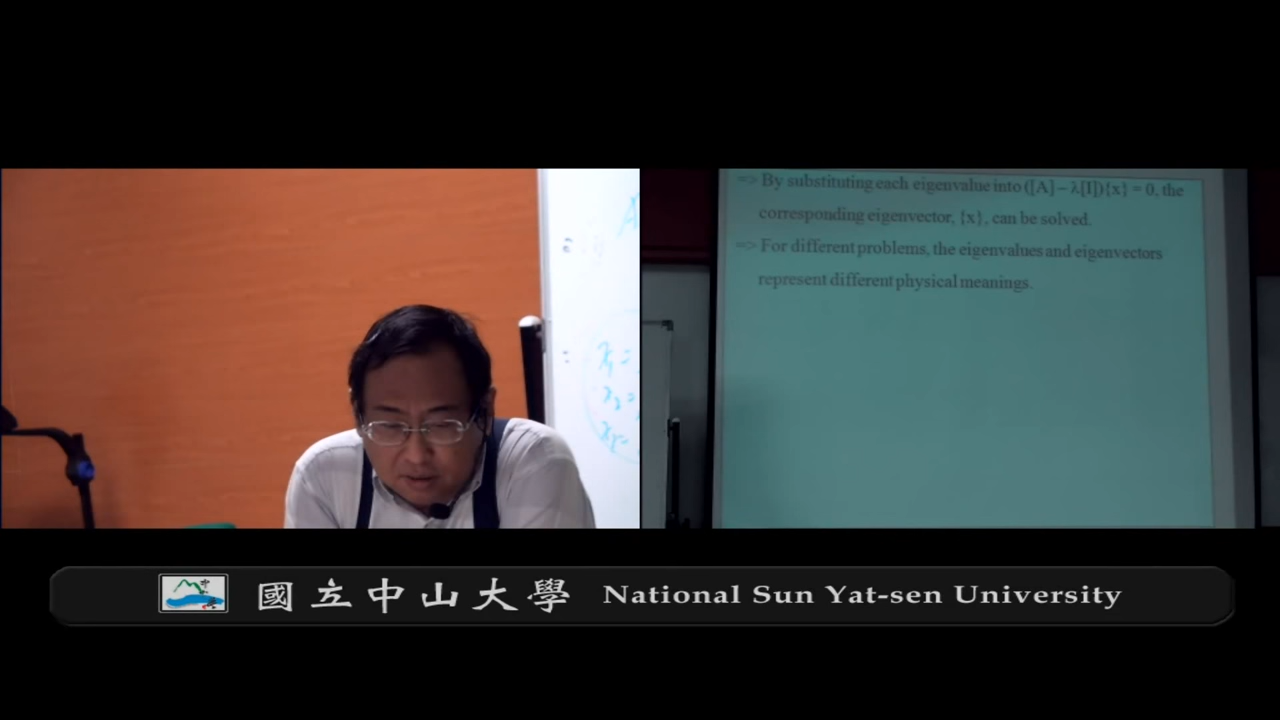 => By substituting each eigenvalue into ([A] – λ[I]){x} = 0, the
corresponding eigenvector, {x}, can be solved.
=> For different problems, the eigenvalues and eigenvectors
represent different physical meanings.
國立中山大學 National Sun Yat-sen University